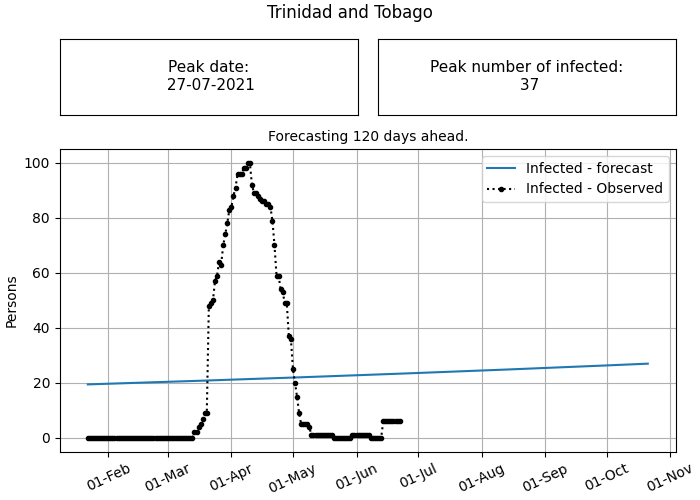 Trinidad and Tobago
Peak date:
27-07-2021
Peak number of infected:
37
Forecasting 120 days ahead.
Infected - forecast
Infected - Observed
Persons
100
80
60
40
20
0
01-Feb
01-Mar
01-Apr
01-May
01-Jun
01-Jul
01-Aug
01-Sep
01-Oct
01-Nov